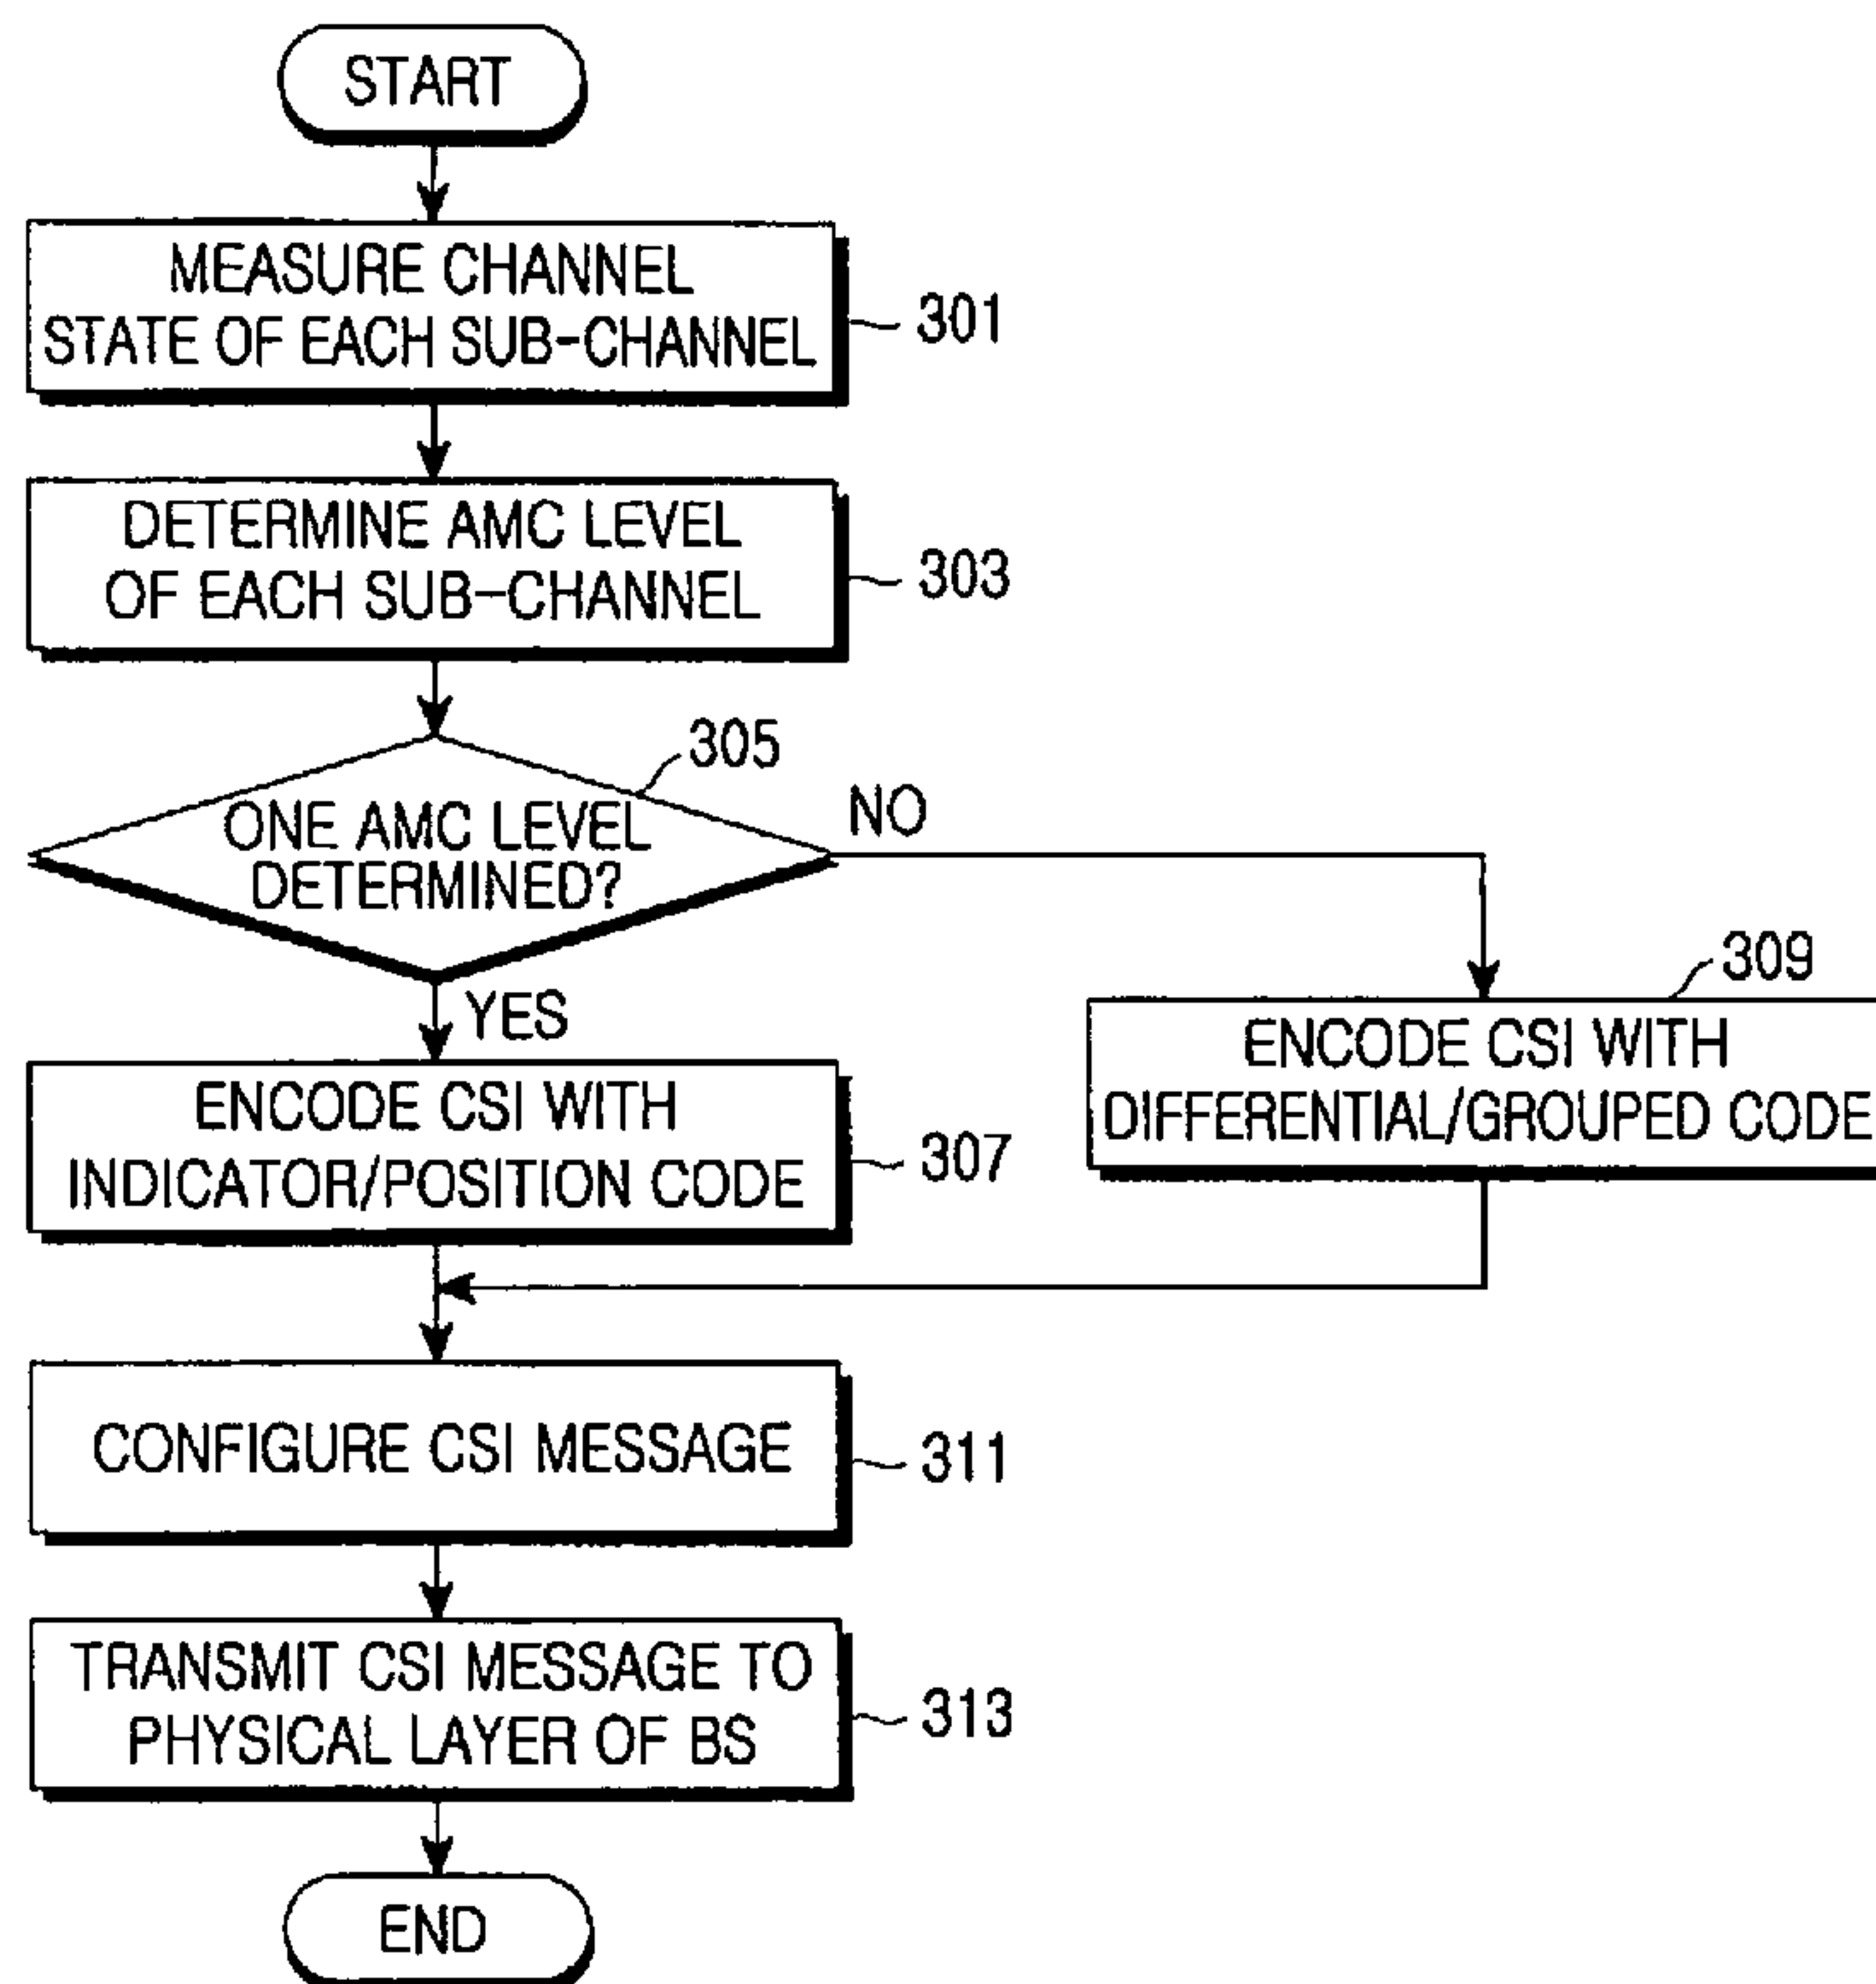 START
MEASURE CHANNEL
STATE OF EACH SUB-CHANNEL
301
DETERMINE AMC LEVEL
OF EACH SUB-CHANNEL
303
305
ONE AMC LEVEL
DETERMINED?
NO
YES
309
ENCODE CSI WITH
DIFFERENTIAL/GROUPED CODE
ENCODE CSI WITH
INDICATOR/POSITION CODE
307
CONFIGURE CSI MESSAGE
311
TRANSMIT CSI MESSAGE TO
PHYSICAL LAYER OF BS
313
END